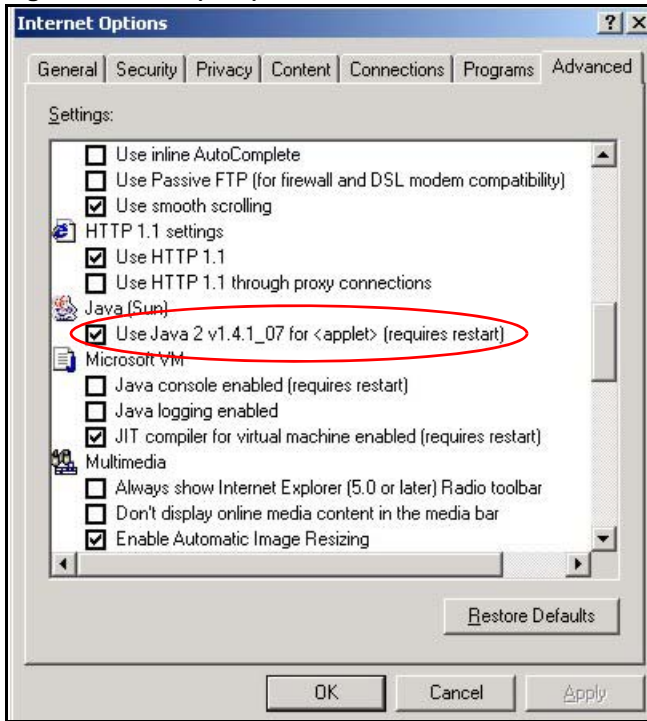 Internet Options
General Security Privacy Content Connections Programs Advanced
Settings:
Use inline AutoComplete
Use Passive FTP (for firewall and DSL modem compatibility)
Use smooth scrolling
HTTP 1.1 settings
Use HTTP 1.1
Use HTTP 1.1 through proxy connections
Java (Sun)
Use Java 2 v1.4.1_07 for <applet> (requires restart)
Microsoft VM
Java console enabled (requires restart)
Java logging enabled
JIT compiler for virtual machine enabled (requires restart)
Multimedia
Always show Internet Explorer (5.0 or later) Radio toolbar
Don't display online media content in the media bar
Enable Automatic Image Resizing
Restore Defaults
OK Cancel Apply